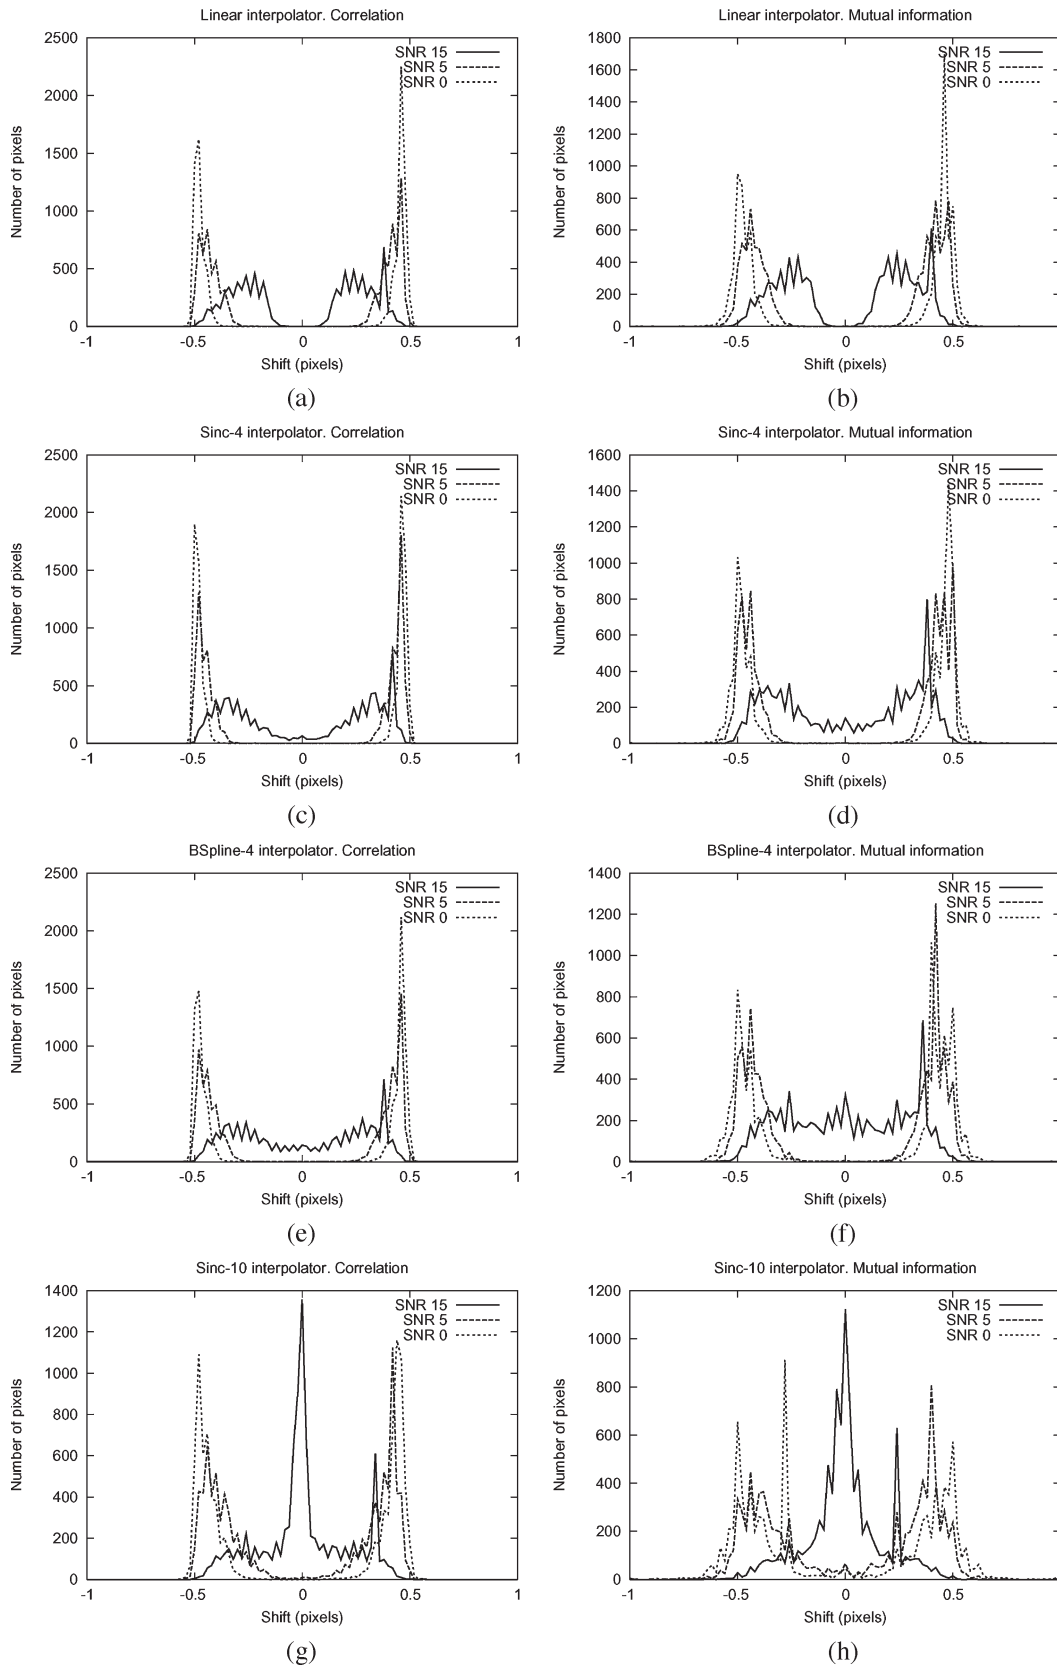 Linear interpolator. Correlation
2500
2000
1500
1000
500
0
Number of pixels
SNR 15
SNR 5
SNR 0
-1 -0.5 0 0.5 1
Shift (pixels)
(a)
Linear interpolator. Mutual information
1800
1600
1400
1200
1000
800
600
400
200
0
Number of pixels
SNR 15
SNR 5
SNR 0
-1 -0.5 0 0.5
Shift (pixels)
(b)
Sinc-4 interpolator. Correlation
2500
2000
1500
1000
500
0
Number of pixels
SNR 15
SNR 5
SNR 0
-1 -0.5 0 0.5 1
Shift (pixels)
(c)
Sinc-4 interpolator. Mutual information
1600
1400
1200
1000
800
600
400
200
0
Number of pixels
SNR 15
SNR 5
SNR 0
-1 -0.5 0 0.5
Shift (pixels)
(d)
BSpline-4 interpolator. Correlation
2500
2000
1500
1000
500
0
Number of pixels
SNR 15
SNR 5
SNR 0
-1 -0.5 0 0.5 1
Shift (pixels)
(e)
BSpline-4 interpolator. Mutual information
1400
1200
1000
800
600
400
200
0
Number of pixels
SNR 15
SNR 5
SNR 0
-1 -0.5 0 0.5
Shift (pixels)
(f)
Sinc-10 interpolator. Correlation
1400
1200
1000
800
600
400
200
0
Number of pixels
SNR 15
SNR 5
SNR 0
-1 -0.5 0 0.5 1
Shift (pixels)
(g)
Sinc-10 interpolator. Mutual information
1200
1000
800
600
400
200
0
Number of pixels
SNR 15
SNR 5
SNR 0
-1 -0.5 0 0.5
Shift (pixels)
(h)